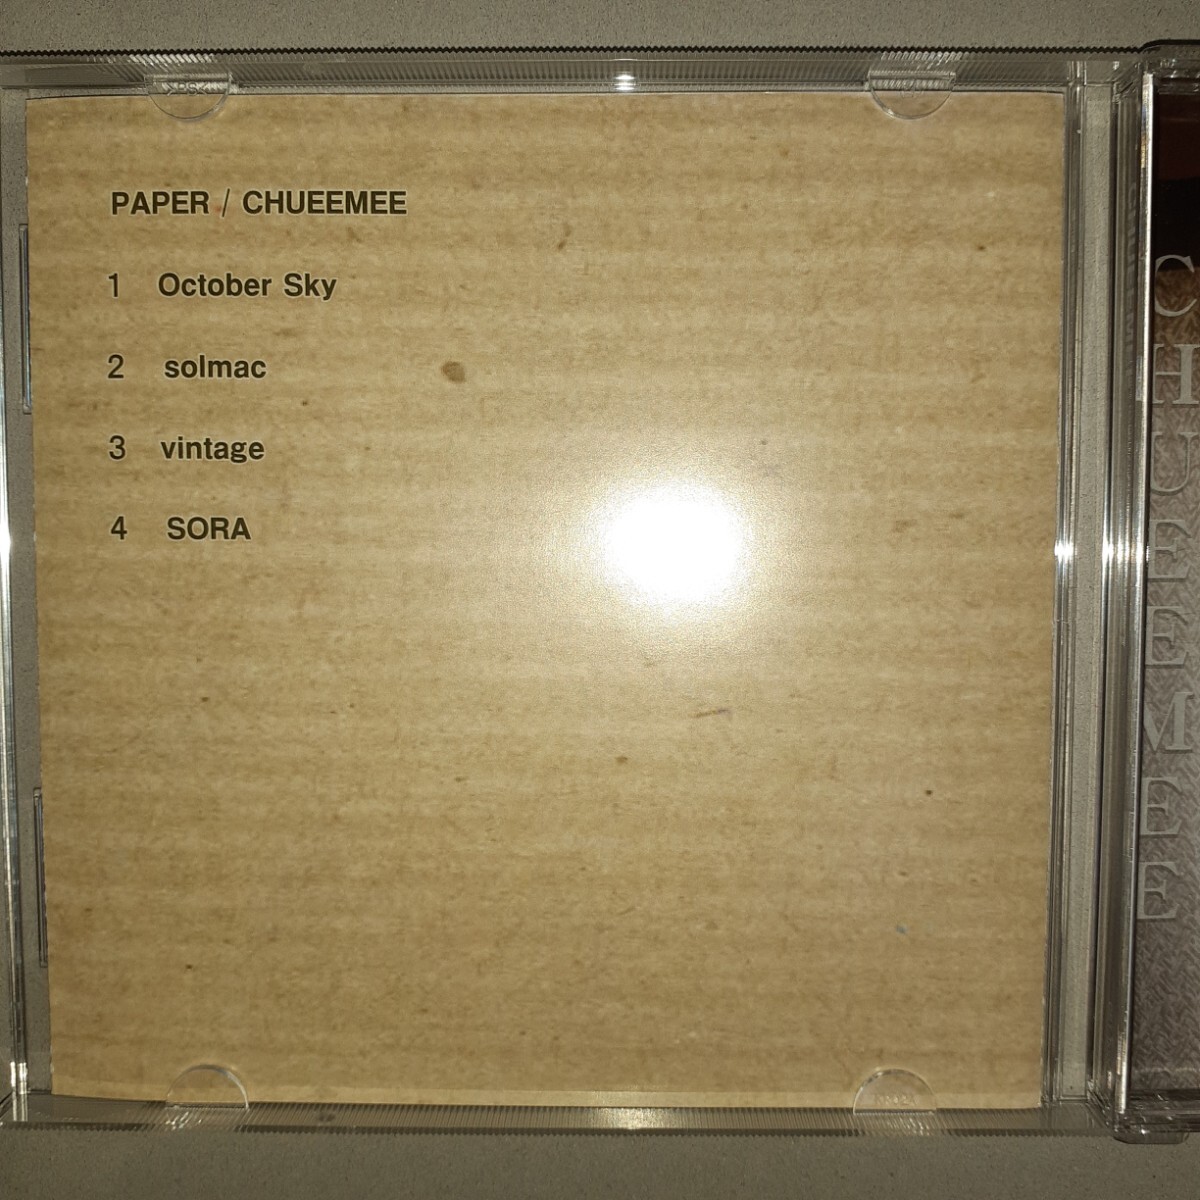 PAPER / CHUEEMEE
1 October Sky
2 solmac
3 vintage
4 SORA
CHUEEMEE